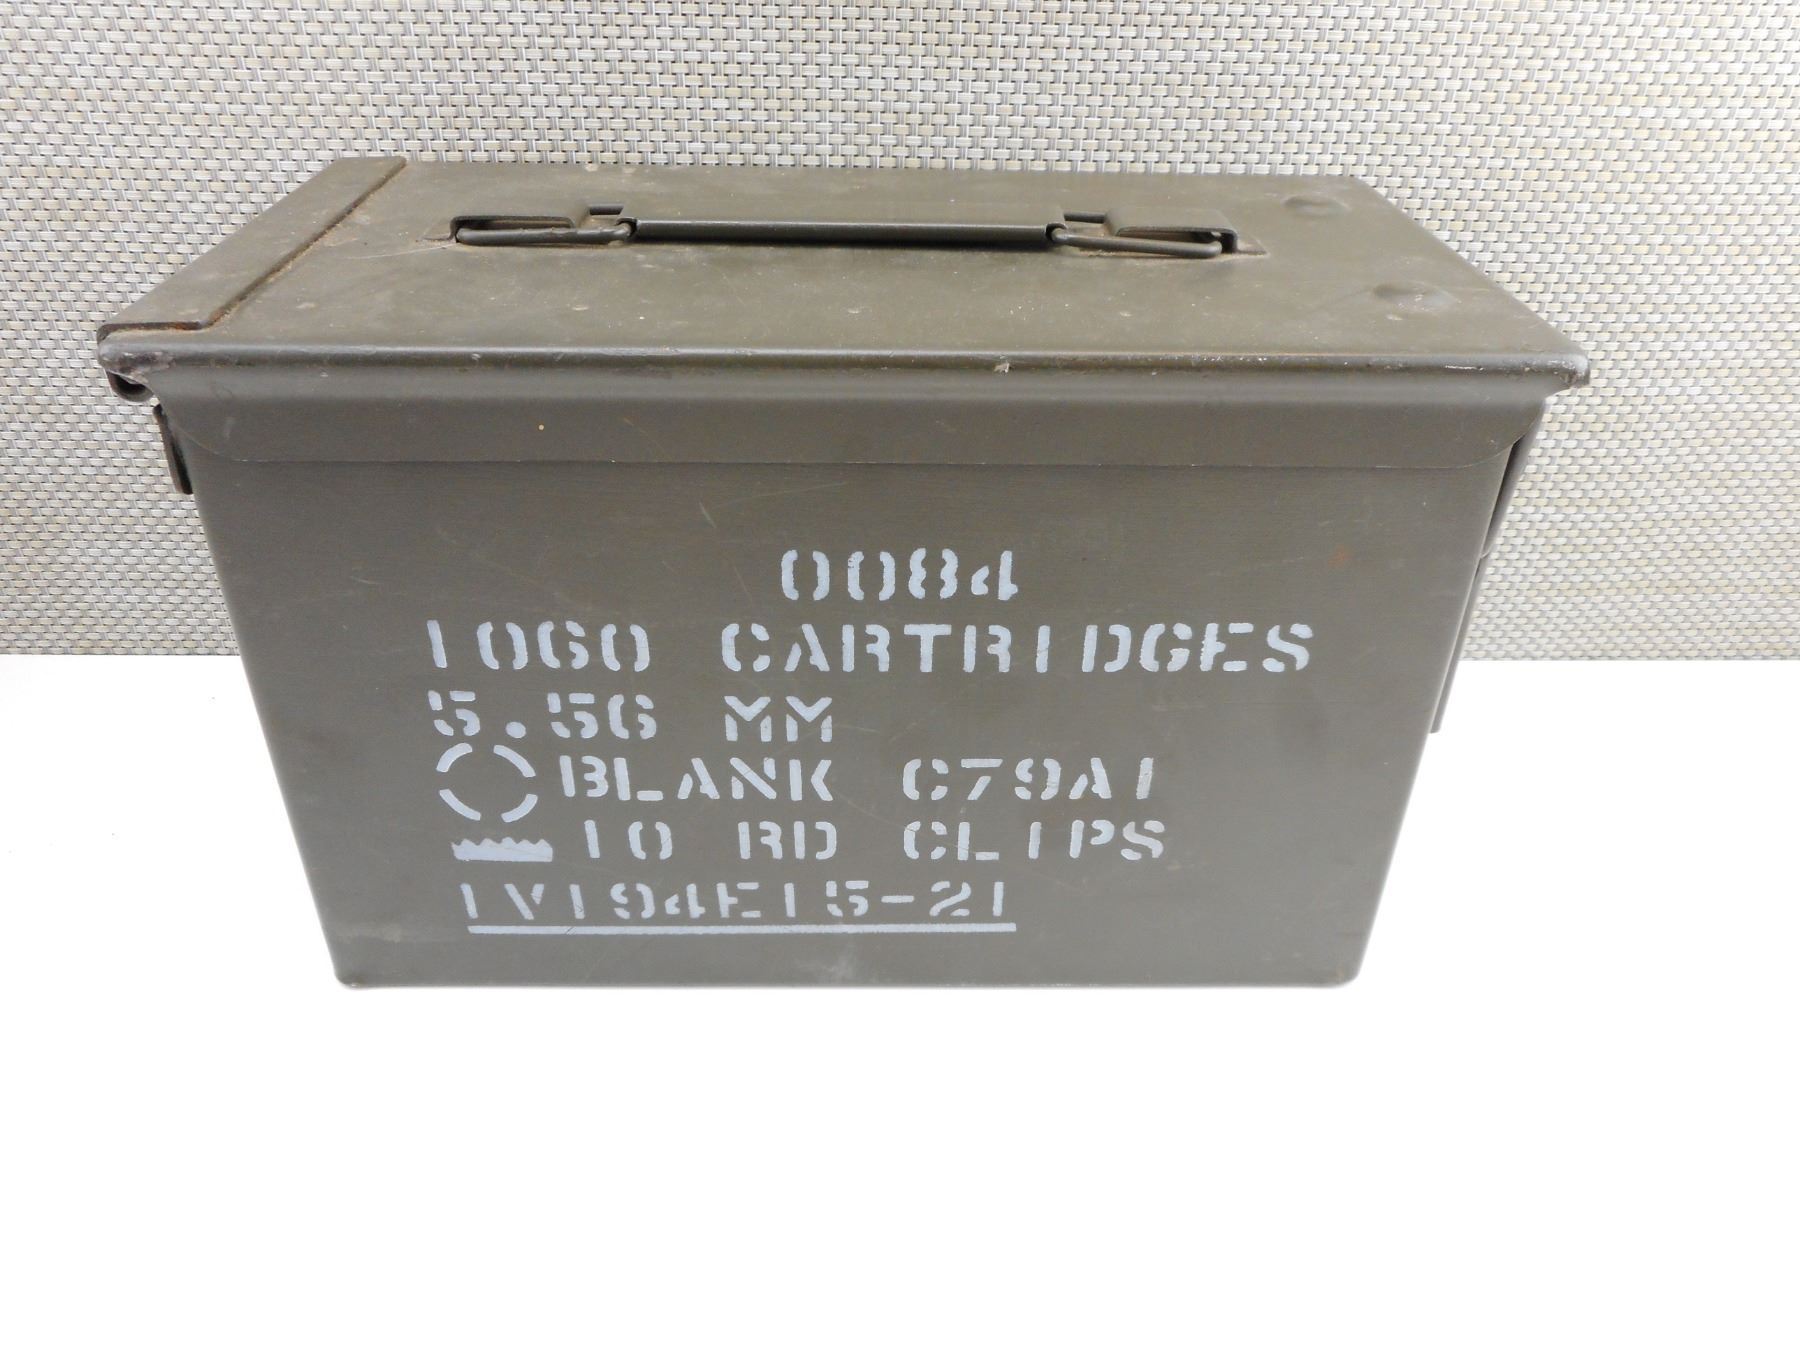 0084
1060 CARTRIDGES
5.56 MM
BLANK C79A1
10 RD CLIPS
IVI94E15-21